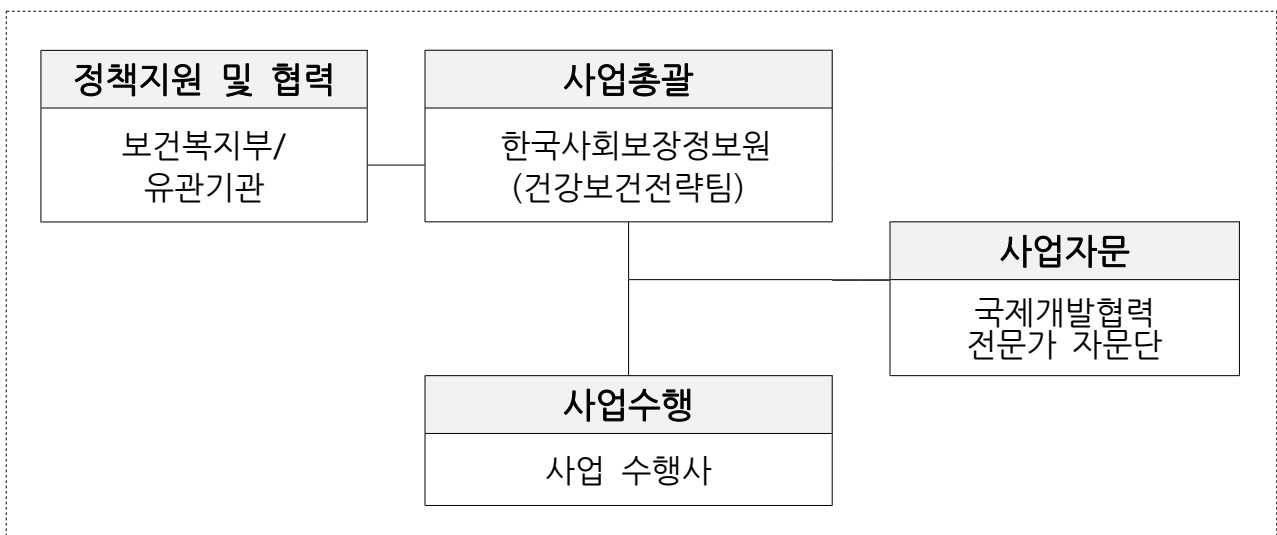 정책지원 및 협력
보건복지부/
유관기관
사업총괄
한국사회보장정보원
(건강보건전략팀)
사업자문
국제개발협력
전문가 자문단
사업수행
사업 수행사